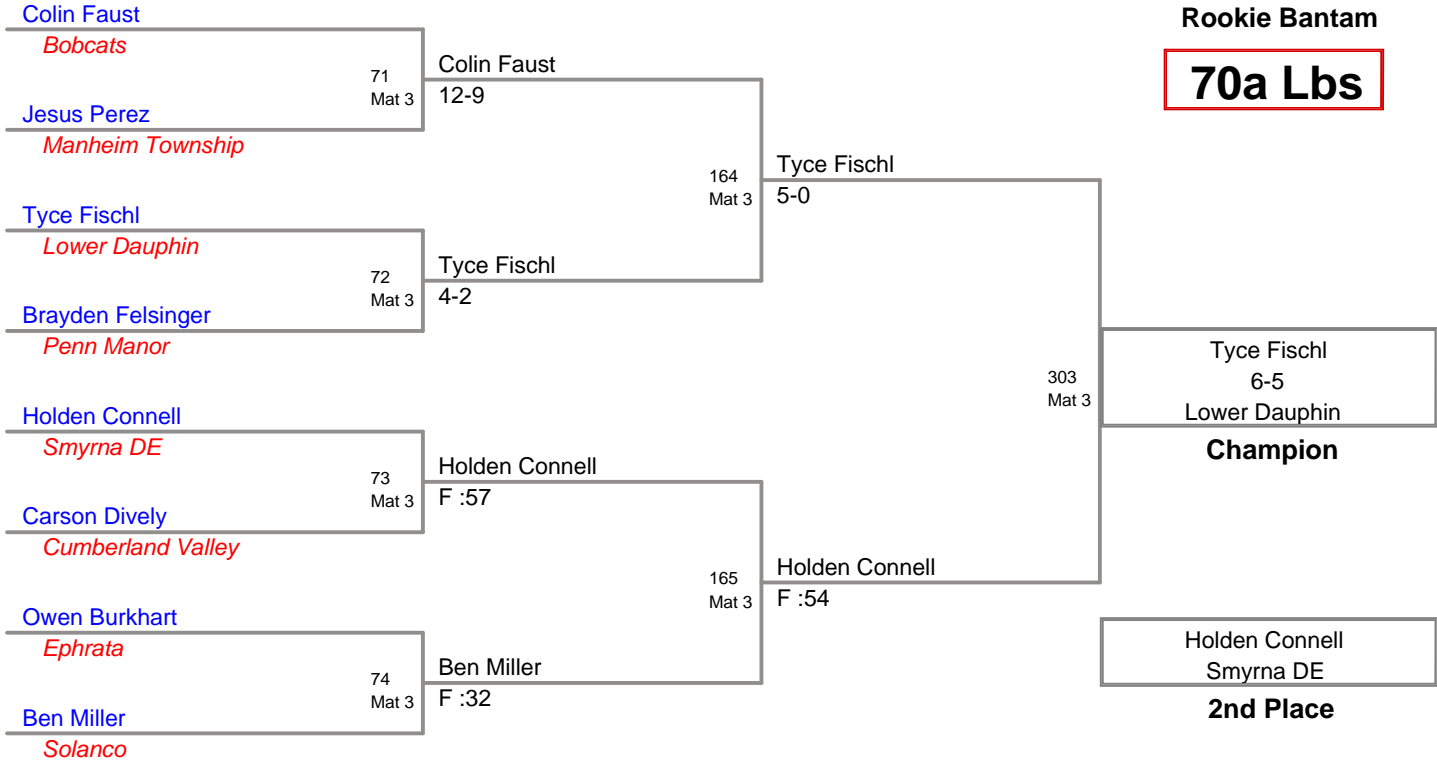 Rookie Bantam
70a Lbs
Colin Faust
Bobcats
71
Mat 3
Colin Faust
12-9
Jesus Perez
Manheim Township
164
Mat 3
Tyce Fischl
5-0
Tyce Fischl
Lower Dauphin
72
Mat 3
Tyce Fischl
4-2
Brayden Felsinger
Penn Manor
303
Mat 3
Tyce Fischl
6-5
Lower Dauphin
Champion
Holden Connell
Smyrna DE
73
Mat 3
Holden Connell
F :57
Carson Dively
Cumberland Valley
165
Mat 3
Holden Connell
F :54
Owen Burkhart
Ephrata
74
Mat 3
Ben Miller
F :32
Ben Miller
Solanco
Holden Connell
Smyrna DE
2nd Place